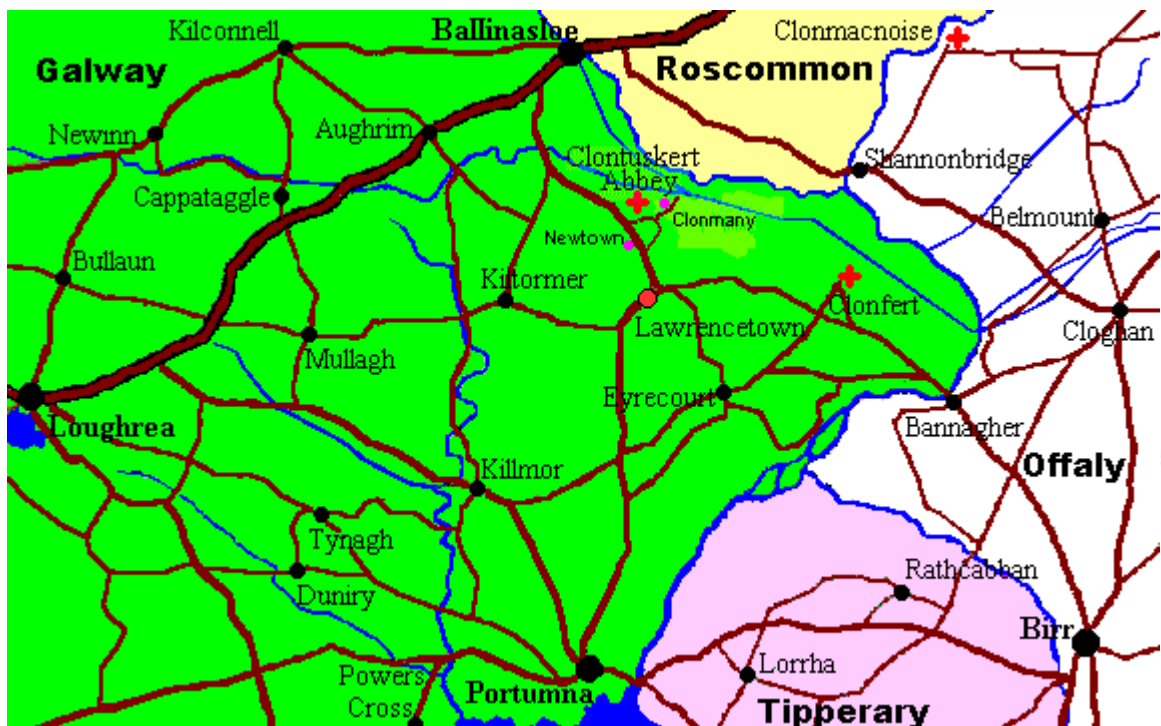 Kilconnell
Ballinasloe
Clonmacnoise
Galway
Roscommon
Newinn
Aughrim
Clontuskert
Abbey
Shannonbridge
Cappataggle
Clonmany
Belmount
Newtown
Bullaun
Kiltormer
Clonfert
Lawrencetown
Cloghan
Mullagh
Eyrecourt
Loughrea
Bannagher
Killmor
Offaly
Tynagh
Rathcabban
Duniry
Birr
Lorrha
Powers
Cross
Portumna
Tipperary